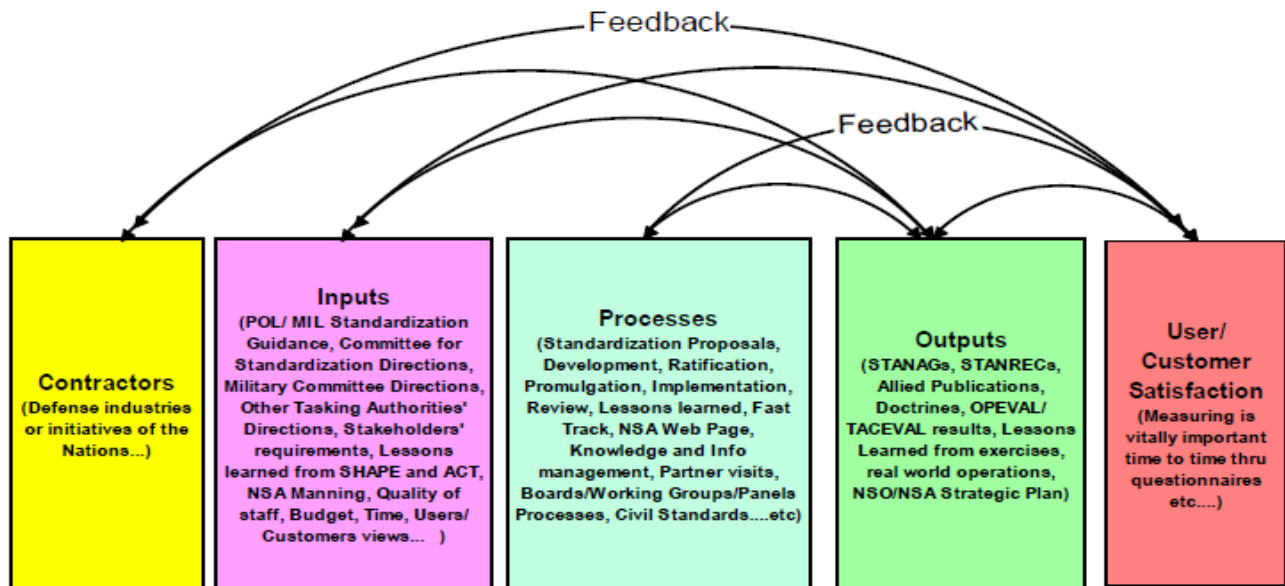 Feedback
Feedback
Contractors
(Defense industries
or initiatives of the
Nations...)
Inputs
(POL/ MIL Standardization
Guidance, Committee for
Standardization Directions,
Military Committee Directions,
Other Tasking Authorities'
Directions, Stakeholders'
requirements, Lessons
learned from SHAPE and ACT,
NSA Manning, Quality of
staff, Budget, Time, Users/
Customers views... )
Processes
(Standardization Proposals,
Development, Ratification,
Promulgation, Implementation,
Review, Lessons learned, Fast
Track, NSA Web Page,
Knowledge and Info
management, Partner visits,
Boards/Working Groups/Panels
Processes, Civil Standards....etc)
Outputs
(STANAGs, STANRECs,
Allied Publications,
Doctrines, OPEVAL/
TACEVAL results, Lessons
Learned from exercises,
real world operations,
NSO/NSA Strategic Plan)
User/
Customer
Satisfaction
(Measuring is
vitally important
time to time thru
questionnaires
etc....)